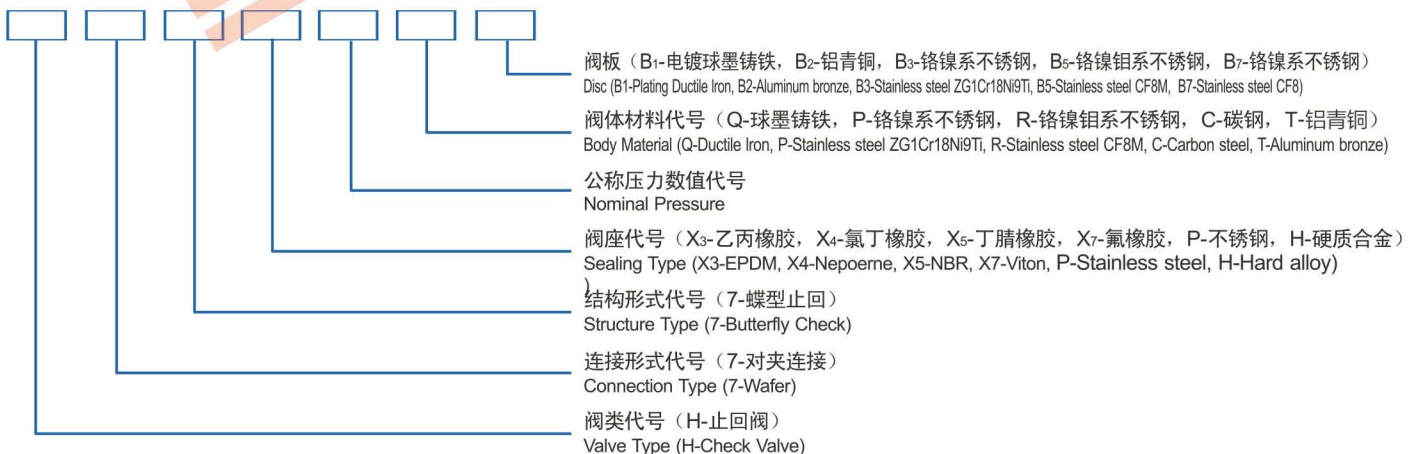 阀板（B1-电镀球墨铸铁，B2-铝青铜，B3-铬镍系不锈钢，B5-铬镍钼系不锈钢，B7-铬镍系不锈钢）
Disc (B1-Plating Ductile Iron, B2-Aluminum bronze, B3-Stainless steel ZG1Cr18Ni9Ti, B5-Stainless steel CF8M, B7-Stainless steel CF8)
阀体材料代号（Q-球墨铸铁，P-铬镍系不锈钢，R-铬镍钼系不锈钢，C-碳钢，T-铝青铜）
Body Material (Q-Ductile Iron, P-Stainless steel ZG1Cr18Ni9Ti, R-Stainless steel CF8M, C-Carbon steel, T-Aluminum bronze)
公称压力数值代号
Nominal Pressure
阀座代号（X3-乙丙橡胶，X4-氯丁橡胶，X5-丁腈橡胶，X7-氟橡胶，P-不锈钢，H-硬质合金）
Sealing Type (X3-EPDM, X4-Nepoerne, X5-NBR, X7-Viton, P-Stainless steel, H-Hard alloy)
)
结构形式代号（7-蝶型止回）
Structure Type (7-Butterfly Check)
连接形式代号（7-对夹连接）
Connection Type (7-Wafer)
阀类代号（H-止回阀）
Valve Type (H-Check Valve)